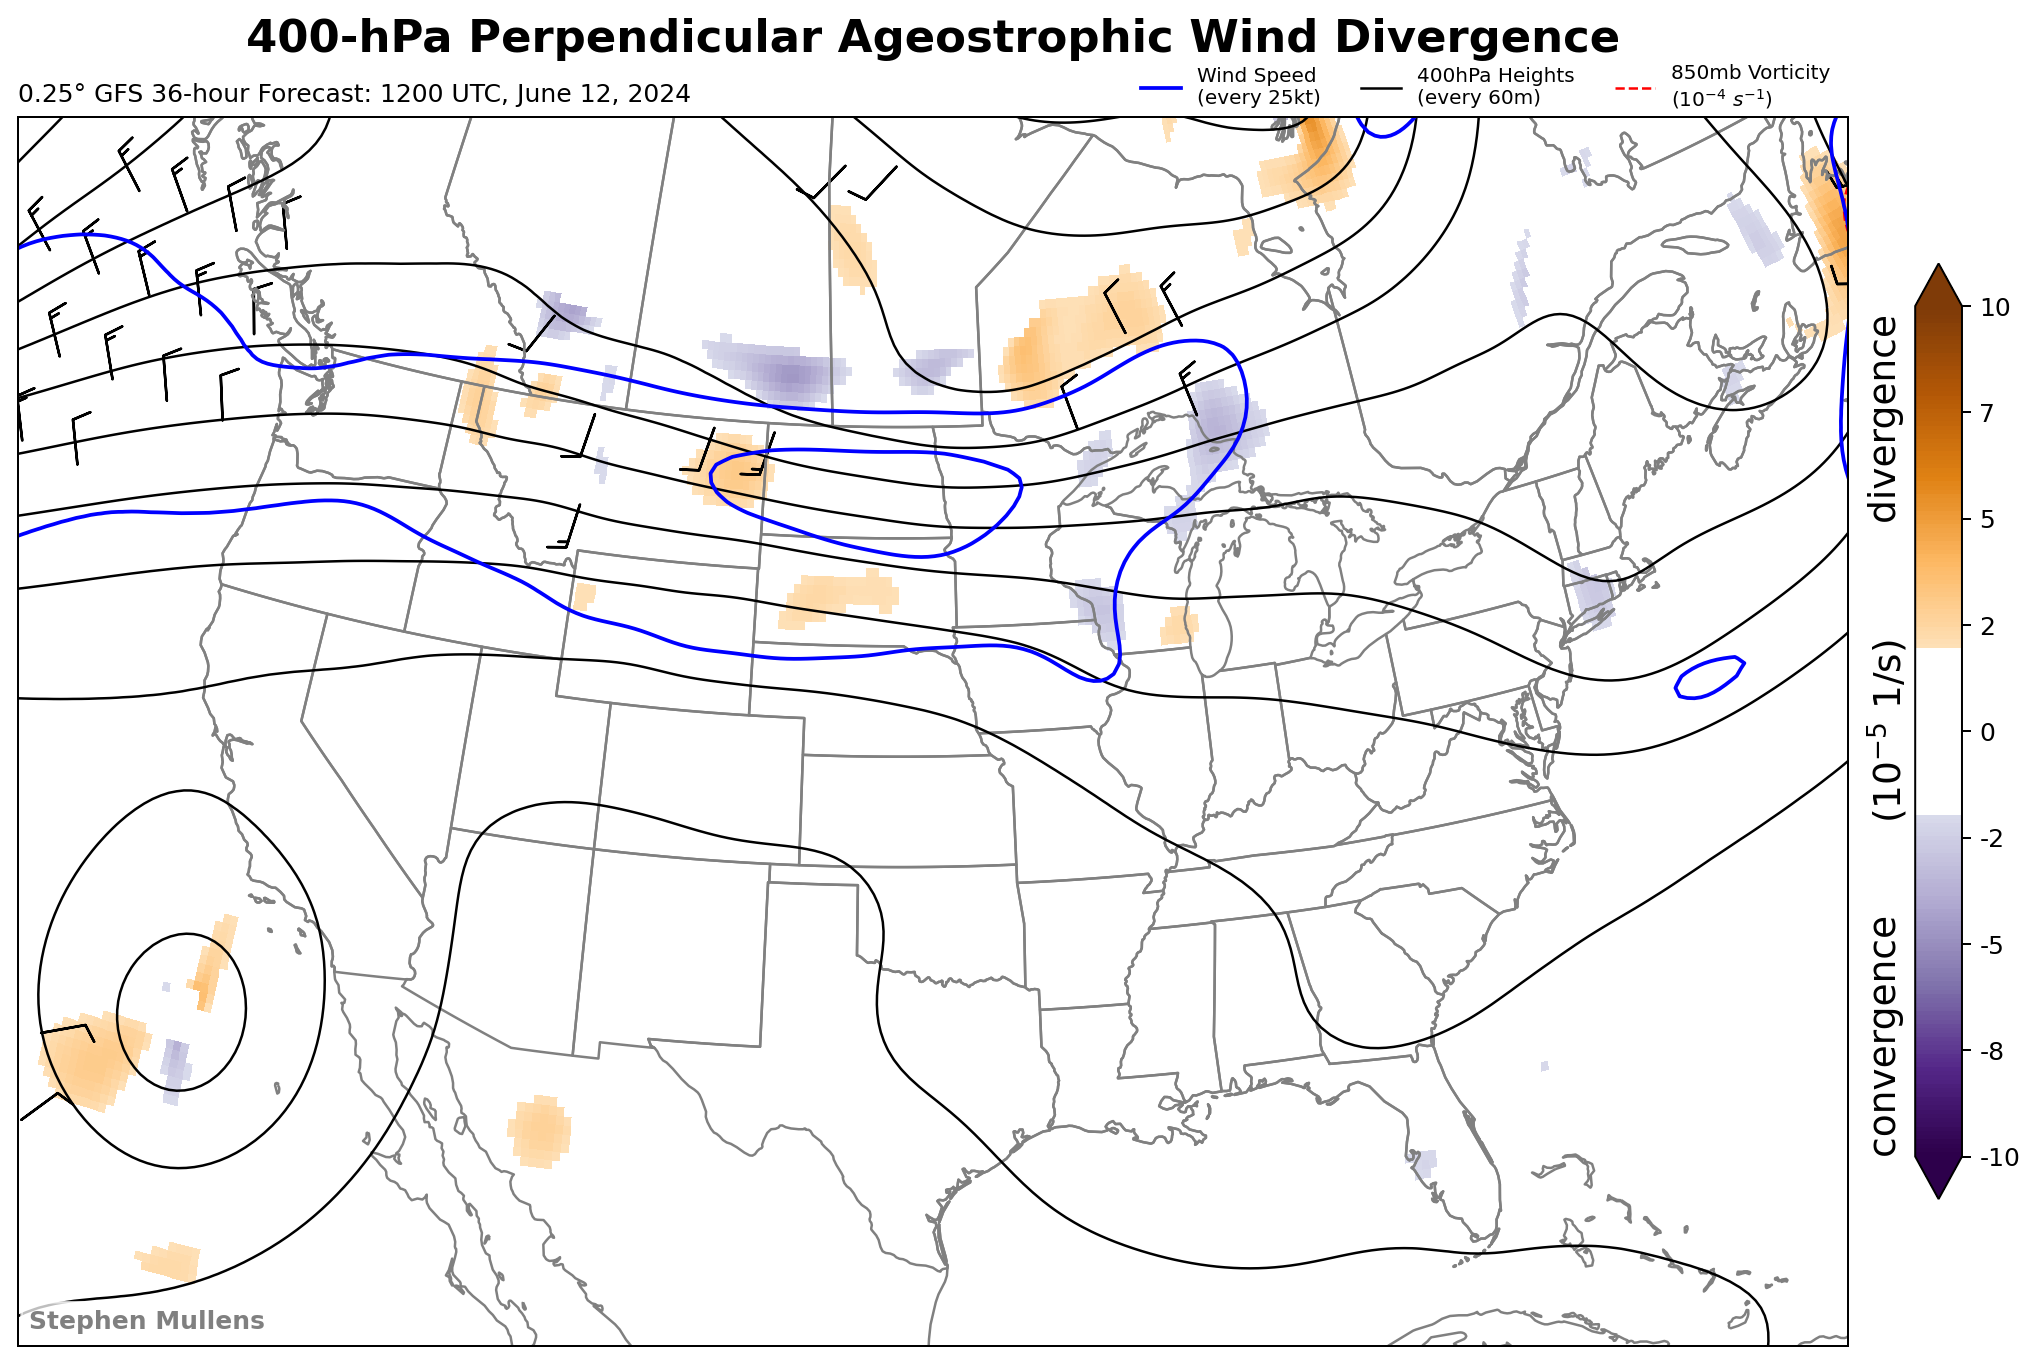 400-hPa Perpendicular Ageostrophic Wind Divergence
0.25° GFS 36-hour Forecast: 1200 UTC, June 12, 2024
Wind Speed
(every 25kt)
400hPa Heights
(every 60m)
850mb Vorticity
(10⁻⁴ s⁻¹)
10
7
5
2
0
-2
-5
-8
-10
convergence (10⁻⁵ 1/s) divergence
Stephen Mullens